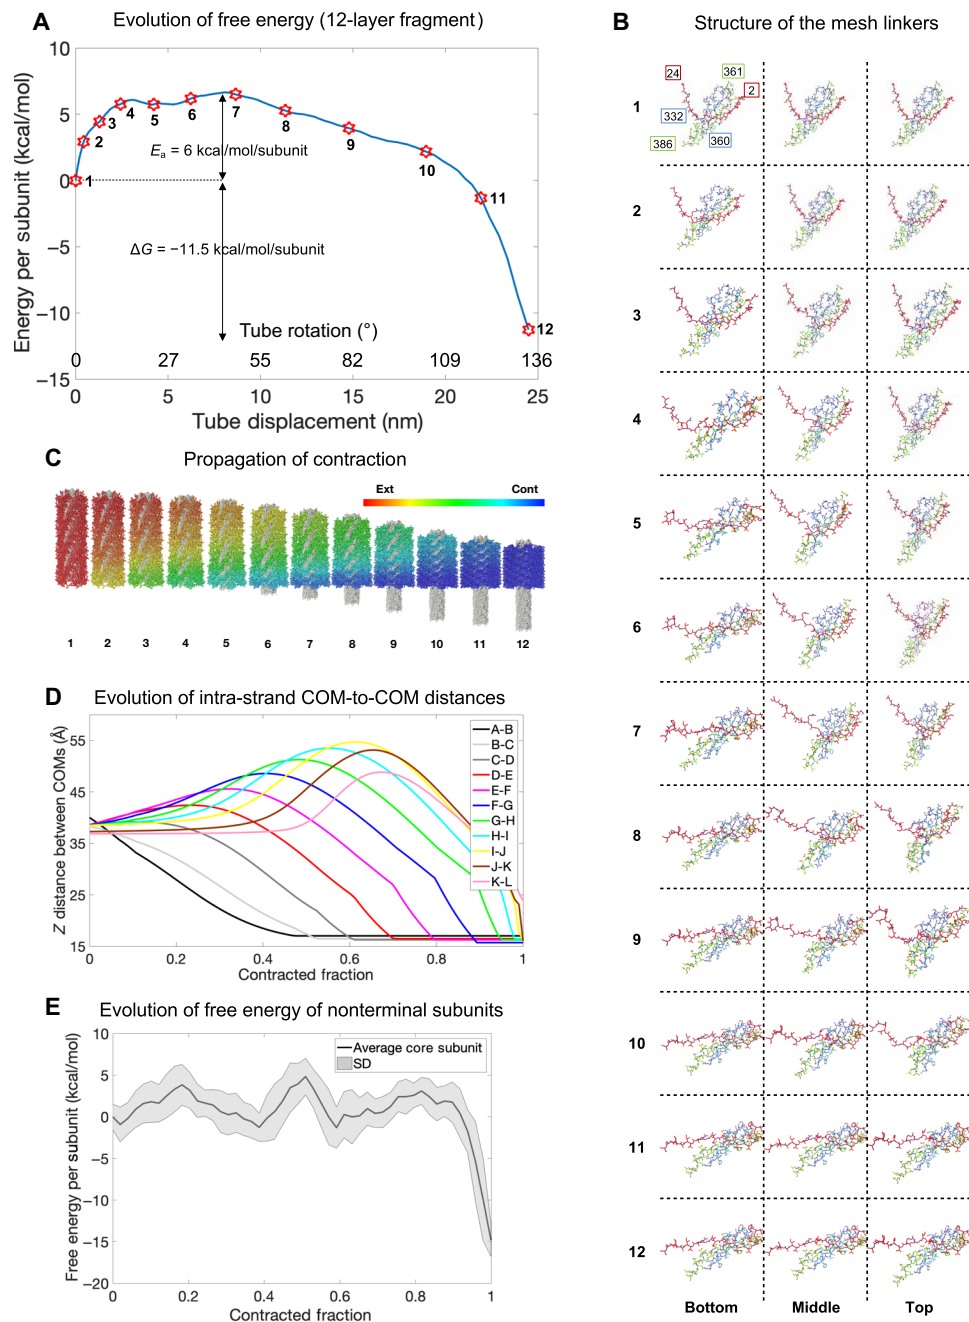 A
Evolution of free energy (12-layer fragment)
10
5
0
−5
−10
−15
Energy per subunit (kcal/mol)
1
2
3
4
5
6
7
8
9
10
11
12
Ea = 6 kcal/mol/subunit
ΔG = −11.5 kcal/mol/subunit
Tube rotation (°)
0 27 55 82 109 136
0 5 10 15 20 25
Tube displacement (nm)
B
Structure of the mesh linkers
24
361
2
332
386
360
1
2
3
4
5
6
7
8
9
10
11
12
Bottom Middle Top
C
Propagation of contraction
Ext Cont
1 2 3 4 5 6 7 8 9 10 11 12
D
Evolution of intra-strand COM-to-COM distances
55
45
35
25
15
Z distance between COMs (Å)
A-B
B-C
C-D
D-E
E-F
F-G
G-H
H-I
I-J
J-K
K-L
0 0.2 0.4 0.6 0.8 1
Contracted fraction
E
Evolution of free energy of nonterminal subunits
10
5
0
−5
−10
−15
−20
Free energy per subunit (kcal/mol)
Average core subunit
SD
0 0.2 0.4 0.6 0.8 1
Contracted fraction